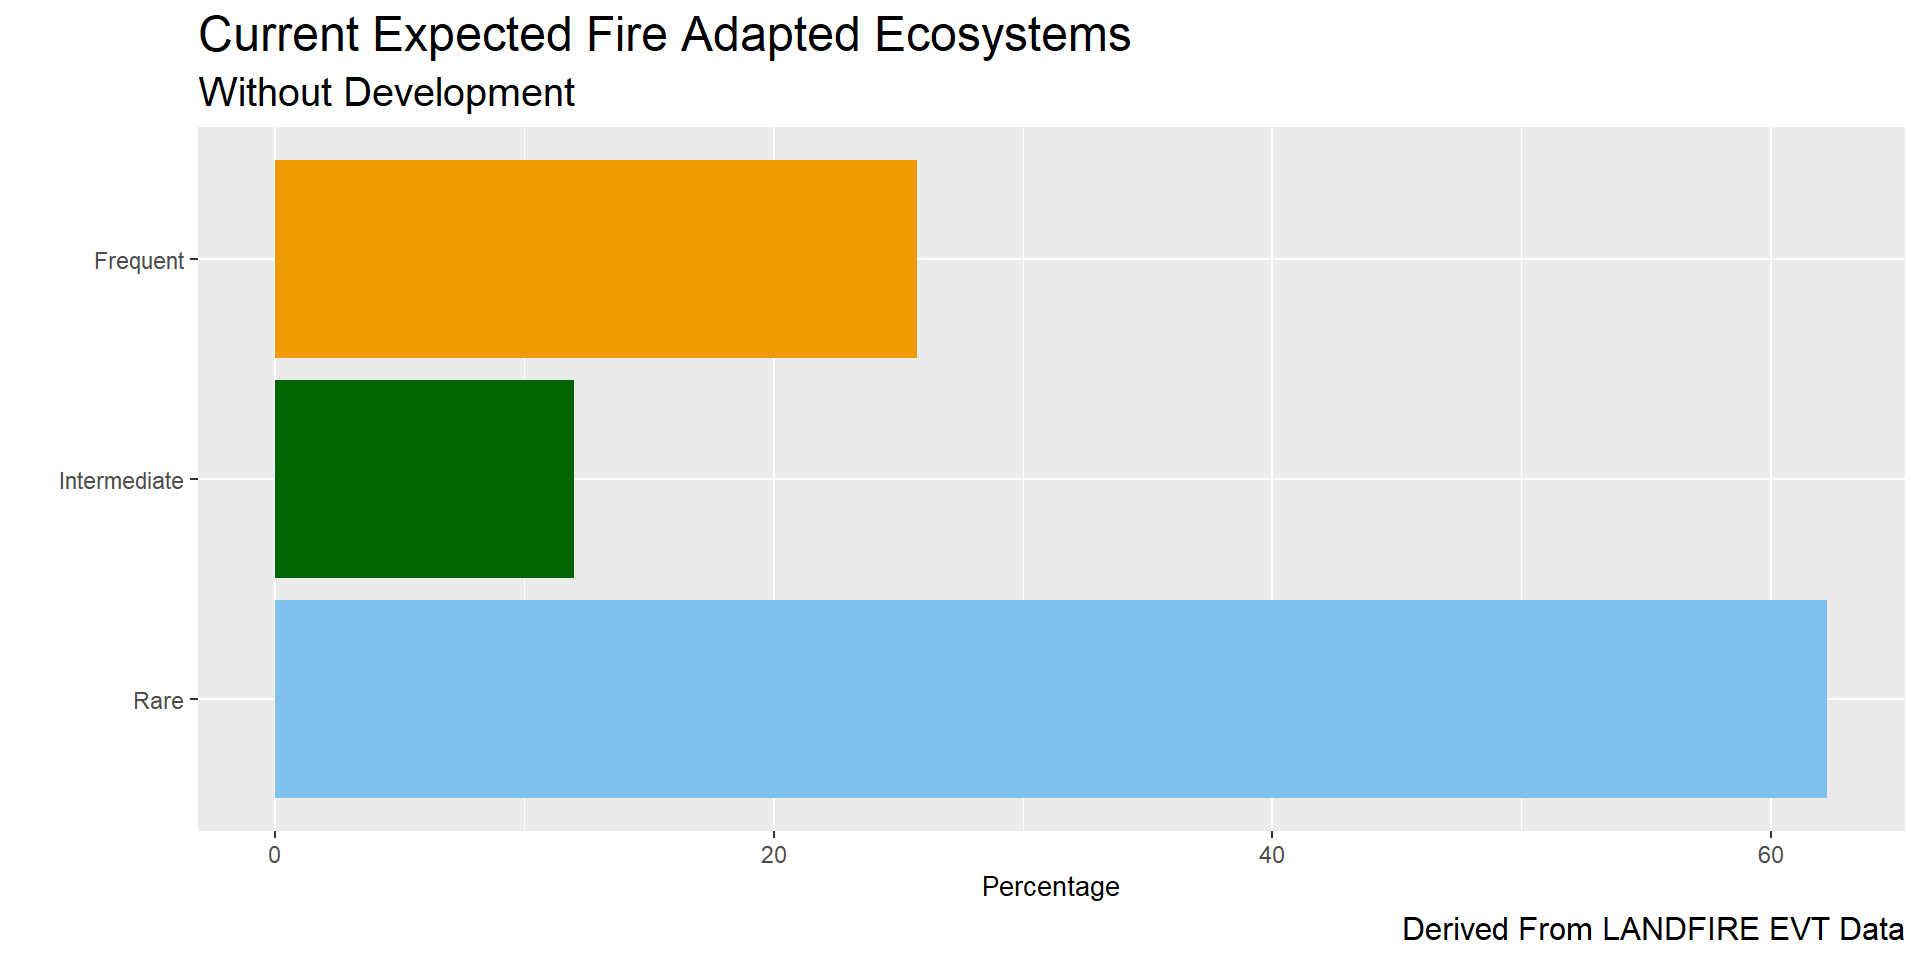 Current Expected Fire Adapted Ecosystems
Without Development
Frequent
Intermediate
Rare
0 20 40 60
Percentage
Derived From LANDFIRE EVT Data